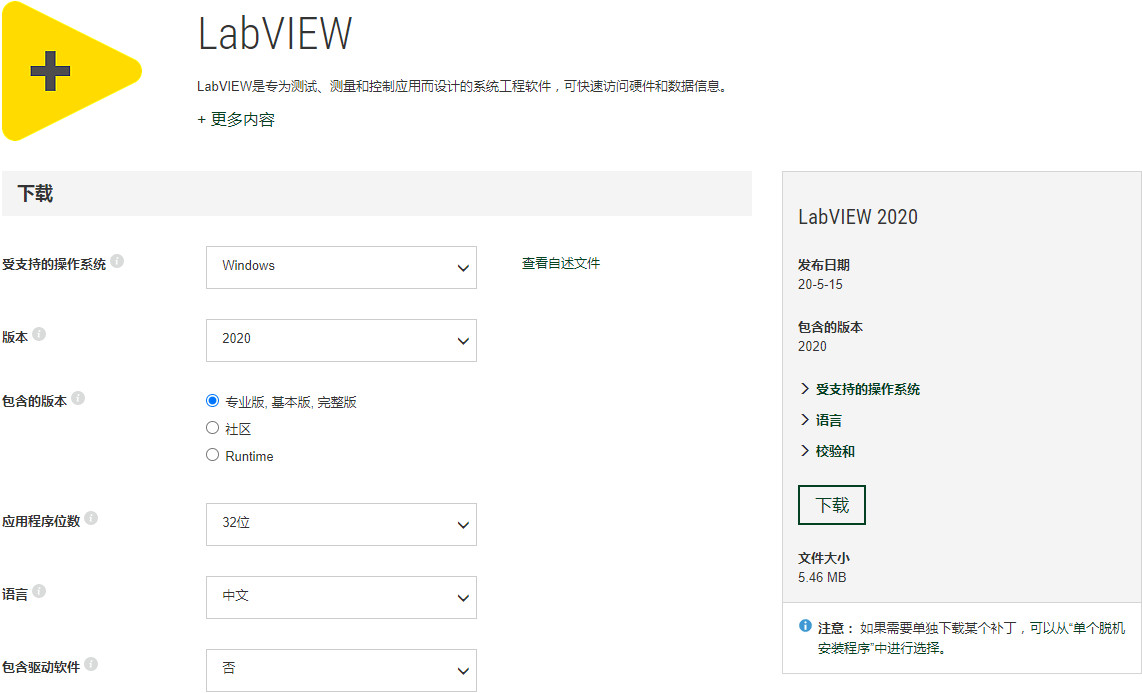 LabVIEW
LabVIEW是专为测试、测量和控制应用而设计的系统工程软件，可快速访问硬件和数据信息。
+ 更多内容
下载
受支持的操作系统
Windows
查看自述文件
版本
2020
包含的版本
专业版, 基本版, 完整版
社区
Runtime
应用程序位数
32位
语言
中文
包含驱动软件
否
LabVIEW 2020
发布日期
20-5-15
包含的版本
2020
受支持的操作系统
语言
校验和
下载
文件大小
5.46 MB
注意： 如果需要单独下载某个补丁，可以从“单个脱机
安装程序”中进行选择。